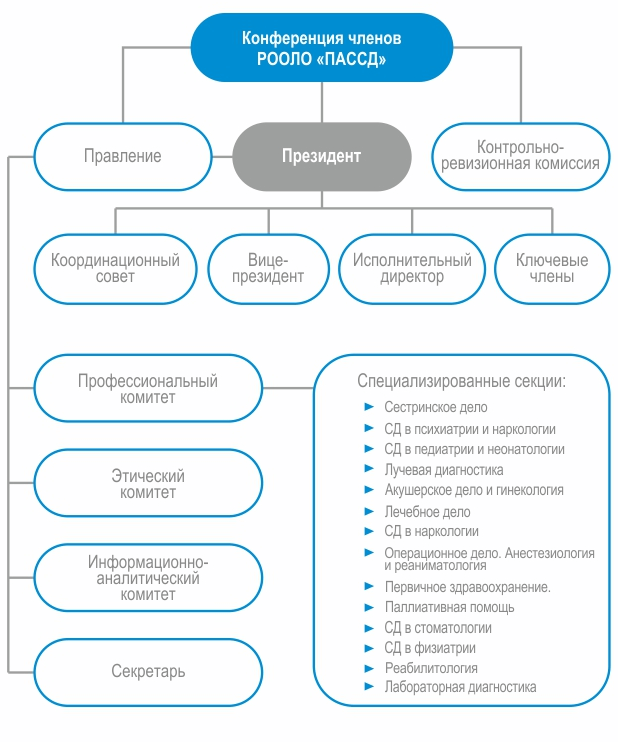 Конференция членов
РООЛО «ПАССД»
Правление
Президент
Контрольно-
ревизионная комиссия
Координационный
совет
Вице-
президент
Исполнительный
директор
Ключевые
члены
Профессиональный
комитет
Этический
комитет
Информационно-
аналитический
комитет
Секретарь
Специализированные секции:
Сестринское дело
СД в психиатрии и наркологии
СД в педиатрии и неонатологии
Лучевая диагностика
Акушерское дело и гинекология
Лечебное дело
СД в наркологии
Операционное дело. Анестезиология
и реаниматология
Первичное здравоохранение.
Паллиативная помощь
СД в стоматологии
СД в физиатрии
Реабилитология
Лабораторная диагностика